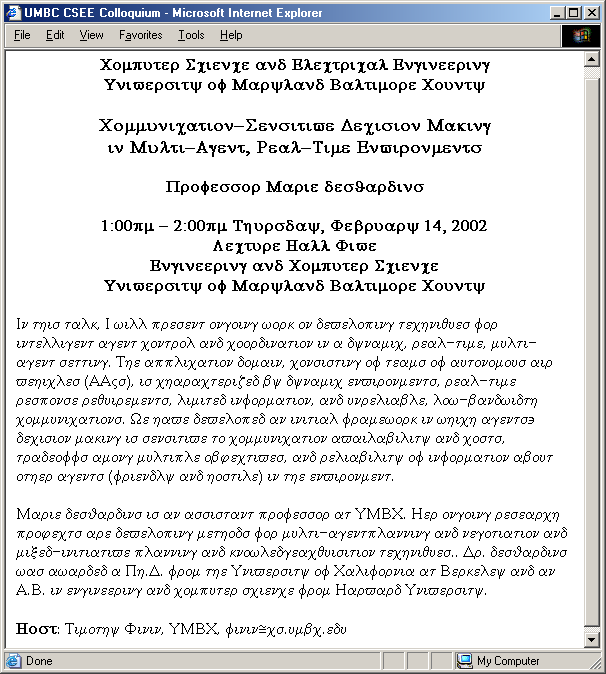 UMBC CSEE Colloquium - Microsoft Internet Explorer
File Edit View Favorites Tools Help
Χομπυτερ Σχιενχε ανδ Ελεχτριχαλ Ενγινεερινγ
Υνιϖερσιτψ οφ Μαρψλανδ Βαλτιμορε Χουντψ
Χομμυνιχατιον–Σενσιτιϖε Δεχισιον Μακινγ
ιν Μυλτι–Αγεντ, Ρεαλ–Τιμε Ενϖιρονμεντσ
Προφεσσορ Μαριε δεσϑαρδινσ
1:00πμ – 2:00πμ Τηυρσδαψ, Φεβρυαρψ 14, 2002
Λεχτυρε Ηαλλ Φιϖε
Ενγινεερινγ ανδ Χομπυτερ Σχιενχε
Υνιϖερσιτψ οφ Μαρψλανδ Βαλτιμορε Χουντψ
Ιν τηισ ταλκ, Ι ωιλλ πρεσεντ ονγοινγ ωορκ ον δεϖελοπινγ τεχηνιθυεσ φορ
ιντελλιγεντ αγεντ χοντρολ ανδ χοορδινατιον ιν α δψναμιχ, ρεαλ–τιμε, μυλτι–
αγεντ σεττινγ. Τηε αππλιχατιον δομαιν, χονσιστινγ οφ τεαμσ οφ αυτονομουσ αιρ
ϖεηιχλεσ (ΑΑςσ), ισ χηαραχτεριζεδ βψ δψναμιχ ενϖιρονμεντσ, ρεαλ–τιμε
ρεσπονσε ρεθυιρεμεντσ, λιμιτεδ ινφορματιον, ανδ υνρελιαβλε, λοω–βανδωιδτη
χομμυνιχατιονσ. Ωε ηαϖε δεϖελοπεδ αν ινιτιαλ φραμεωορκ ιν ωηιχη αγεντσ∍
δεχισιον μακινγ ισ σενσιτιϖε το χομμυνιχατιον αϖαιλαβιλιτψ ανδ χοστσ,
τραδεοφφσ αμονγ μυλτιπλε οβϕεχτιϖεσ, ανδ ρελιαβιλιτψ οφ ινφορματιον αβουτ
οτηερ αγεντσ (φριενδλψ ανδ ηοστιλε) ιν τηε ενϖιρονμεντ.
Μαριε δεσϑαρδινσ ισ αν ασσισταντ προφεσσορ ατ ΥΜΒΧ. Ηερ ονγοινγ ρεσεαρχη
προϕεχτσ αρε δεϖελοπινγ μετηοδσ φορ μυλτι–αγεντπλαννινγ ανδ νεγοτιατιον ανδ
μιξεδ–ινιτιατιϖε πλαννινγ ανδ κνοωλεδγεαχθυισιτιον τεχηνιθυεσ.. Δρ. δεσϑαρδινσ
ωασ αωαρδεδ α Πη.Δ. φρομ τηε Υνιϖερσιτψ οφ Χαλιφορνια ατ Βερκελεψ ανδ αν
Α.Β. ιν ενγινεερινγ ανδ χομπυτερ σχιενχε φρομ Ηαρϖαρδ Υνιϖερσιτψ.
Ηοστ: Τιμοτηψ Φινιν, ΥΜΒΧ, φινιν≅χσ.υμβχ.εδυ
Done My Computer